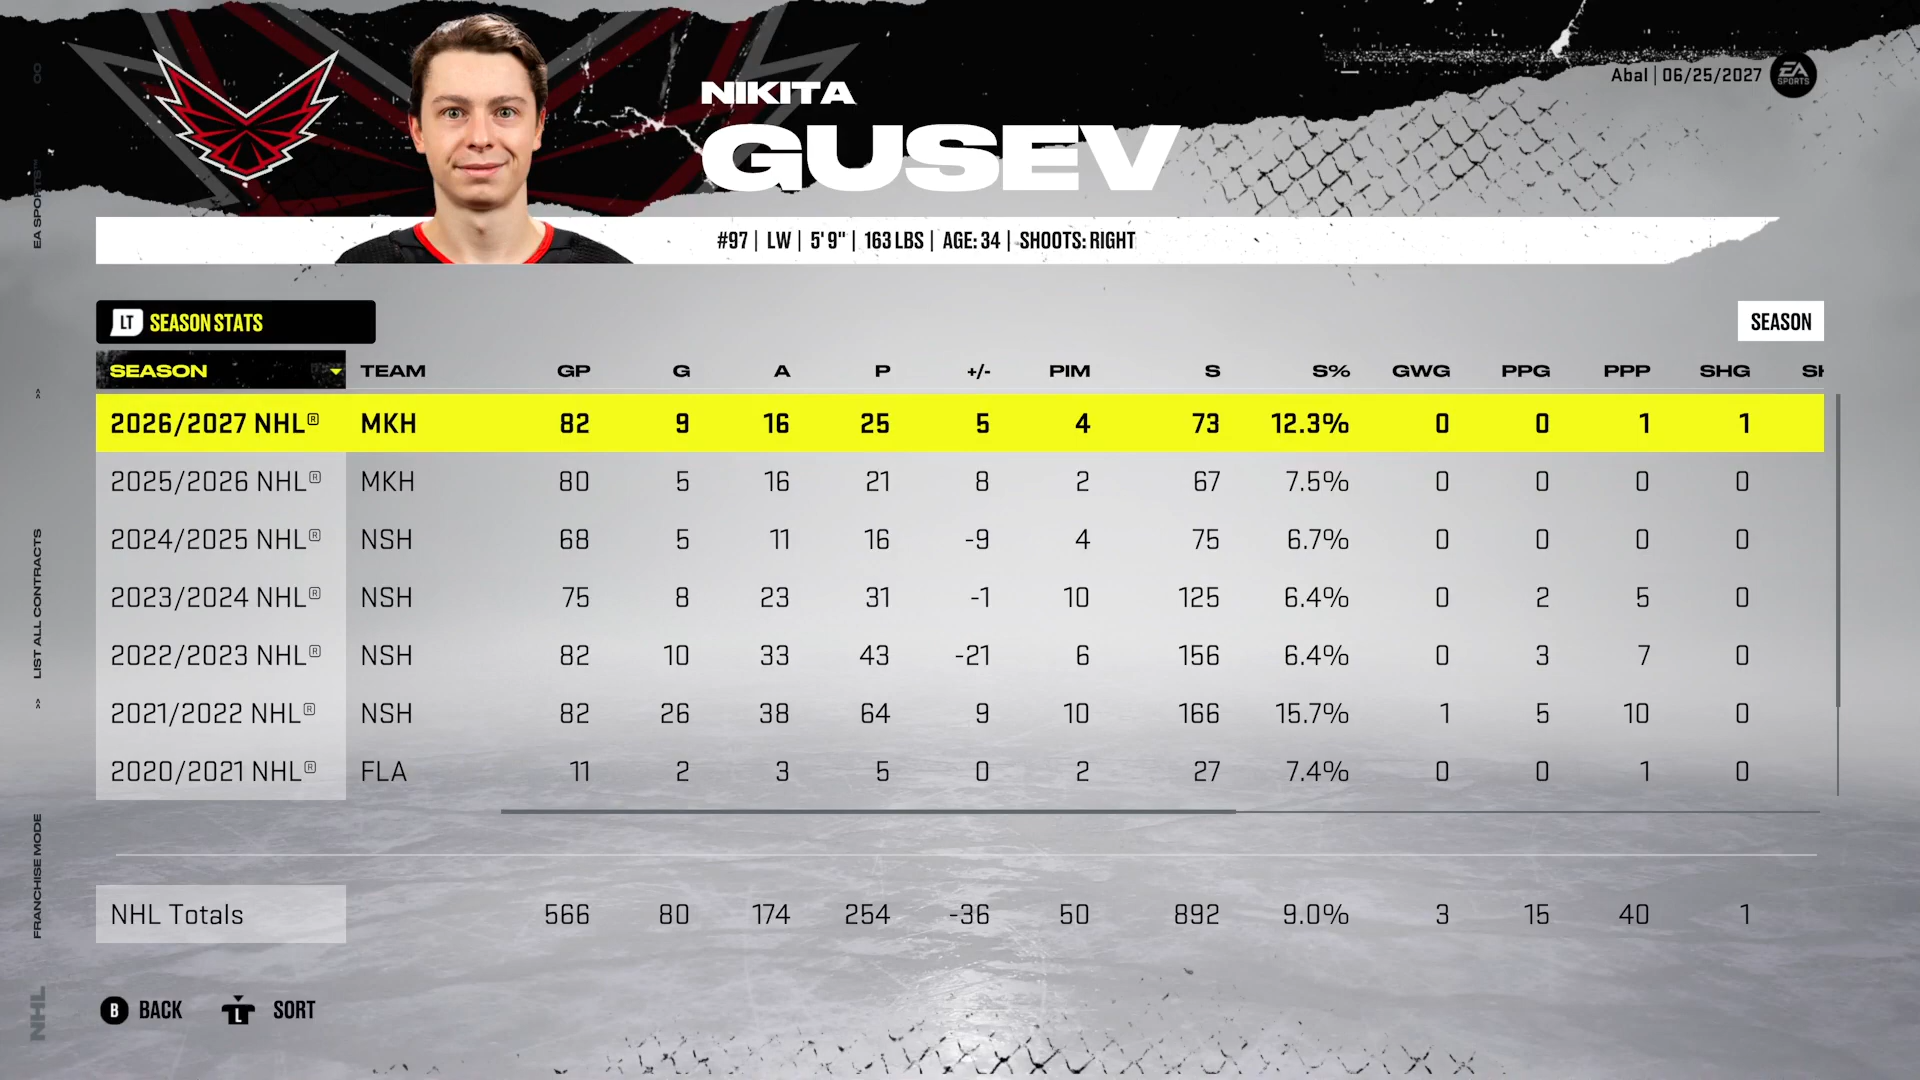 Abal | 06/25/2027
EA
SPORTS
NIKITA
GUSEV
#97 | LW | 5' 9" | 163 LBS | AGE: 34 | SHOOTS: RIGHT
LT SEASON STATS
SEASON
SEASON TEAM GP G A P +/- PIM S S% GWG PPG PPP SHG
2026/2027 NHL® MKH 82 9 16 25 5 4 73 12.3% 0 0 1 1
2025/2026 NHL® MKH 80 5 16 21 8 2 67 7.5% 0 0 0 0
2024/2025 NHL® NSH 68 5 11 16 -9 4 75 6.7% 0 0 0 0
2023/2024 NHL® NSH 75 8 23 31 -1 10 125 6.4% 0 2 5 0
2022/2023 NHL® NSH 82 10 33 43 -21 6 156 6.4% 0 3 7 0
2021/2022 NHL® NSH 82 26 38 64 9 10 166 15.7% 1 5 10 0
2020/2021 NHL® FLA 11 2 3 5 0 2 27 7.4% 0 0 1 0
NHL Totals 566 80 174 254 -36 50 892 9.0% 3 15 40 1
B BACK L SORT
NHL FRANCHISE MODE >> LIST ALL CONTRACTS >> EA SPORTS™